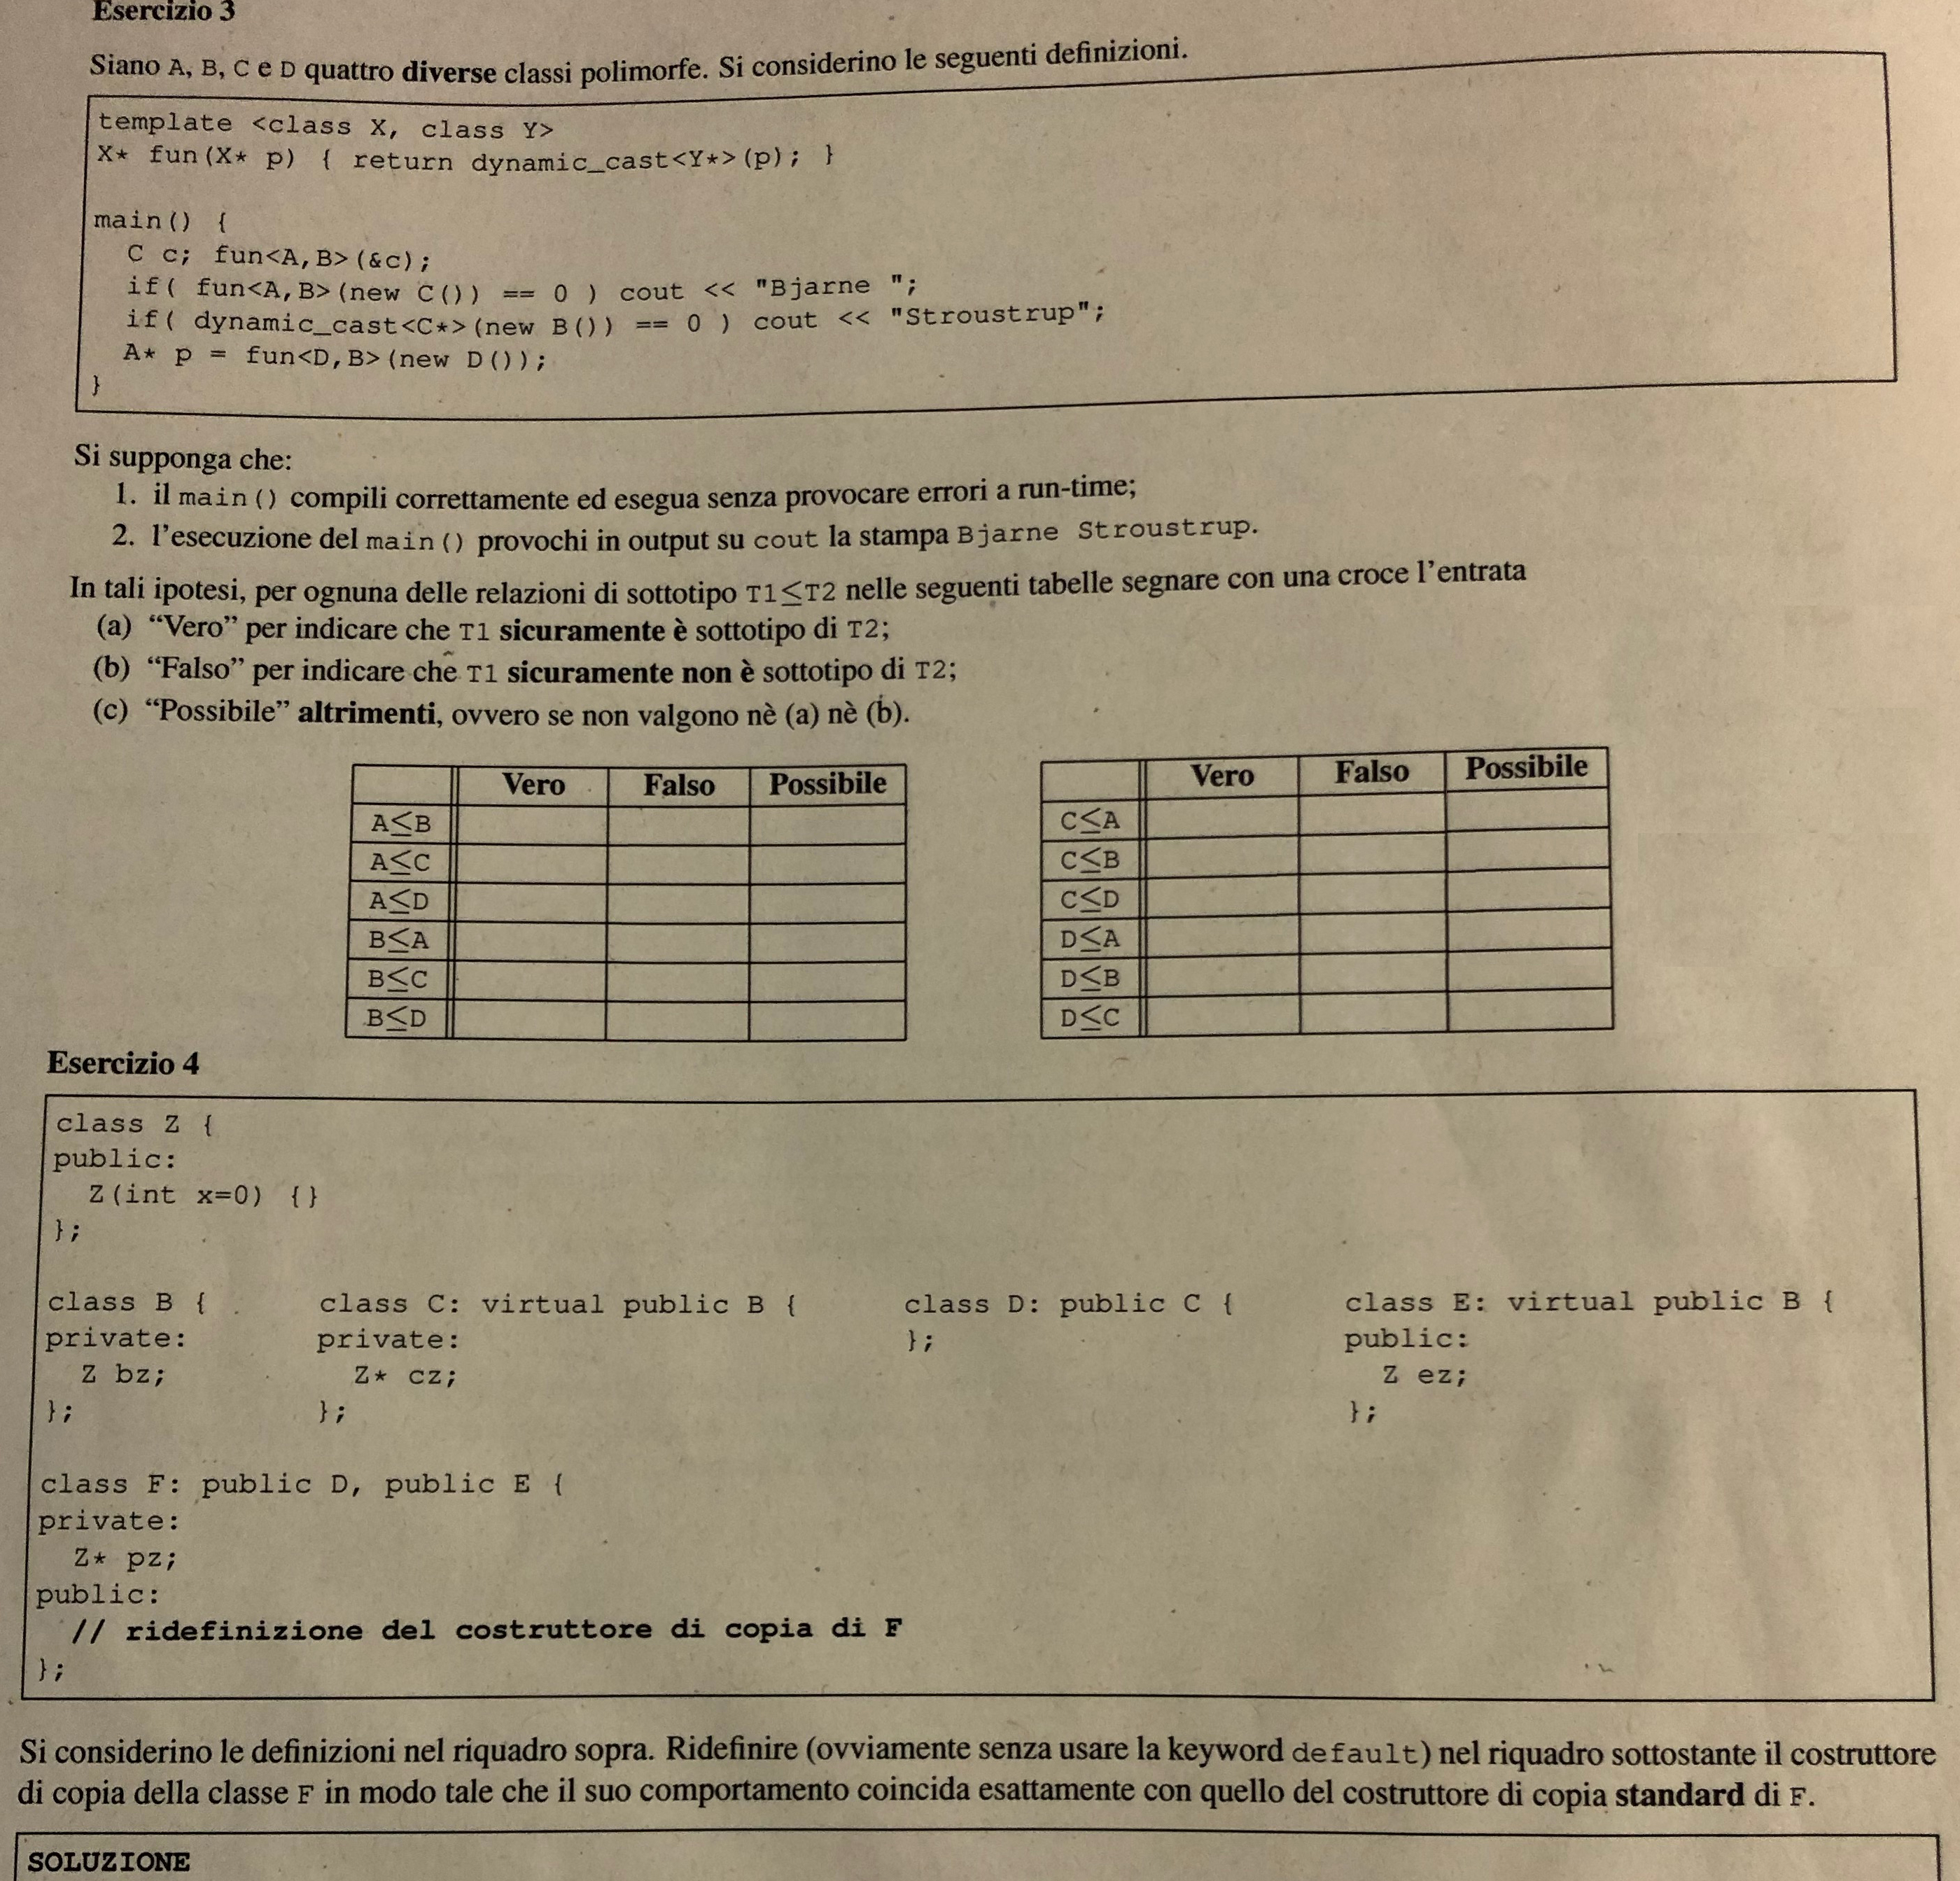 Esercizio 3
Siano A, B, C e D quattro diverse classi polimorfe. Si considerino le seguenti definizioni.
template <class X, class Y>
X* fun(X* p) { return dynamic_cast<Y*>(p); }
main() {
C c; fun<A,B>(&c);
if( fun<A,B>(new C()) == 0 ) cout << "Bjarne ";
if( dynamic_cast<C*>(new B()) == 0 ) cout << "Stroustrup";
A* p = fun<D,B>(new D());
}
Si supponga che:
1. il main() compili correttamente ed esegua senza provocare errori a run-time;
2. l'esecuzione del main() provochi in output su cout la stampa Bjarne Stroustrup.
In tali ipotesi, per ognuna delle relazioni di sottotipo T1≤T2 nelle seguenti tabelle segnare con una croce l'entrata
(a) “Vero” per indicare che T1 sicuramente è sottotipo di T2;
(b) “Falso” per indicare che T1 sicuramente non è sottotipo di T2;
(c) “Possibile” altrimenti, ovvero se non valgono nè (a) nè (b).
Vero Falso Possibile
A≤B
A≤C
A≤D
B≤A
B≤C
B≤D
Vero Falso Possibile
C≤A
C≤B
C≤D
D≤A
D≤B
D≤C
Esercizio 4
class Z {
public:
Z(int x=0) {}
};
class B { class C: virtual public B { class D: public C { class E: virtual public B {
private: private: }; public:
Z bz; Z* cz; Z ez;
}; }; };
class F: public D, public E {
private:
Z* pz;
public:
// ridefinizione del costruttore di copia di F
};
Si considerino le definizioni nel riquadro sopra. Ridefinire (ovviamente senza usare la keyword default) nel riquadro sottostante il costruttore
di copia della classe F in modo tale che il suo comportamento coincida esattamente con quello del costruttore di copia standard di F.
SOLUZIONE